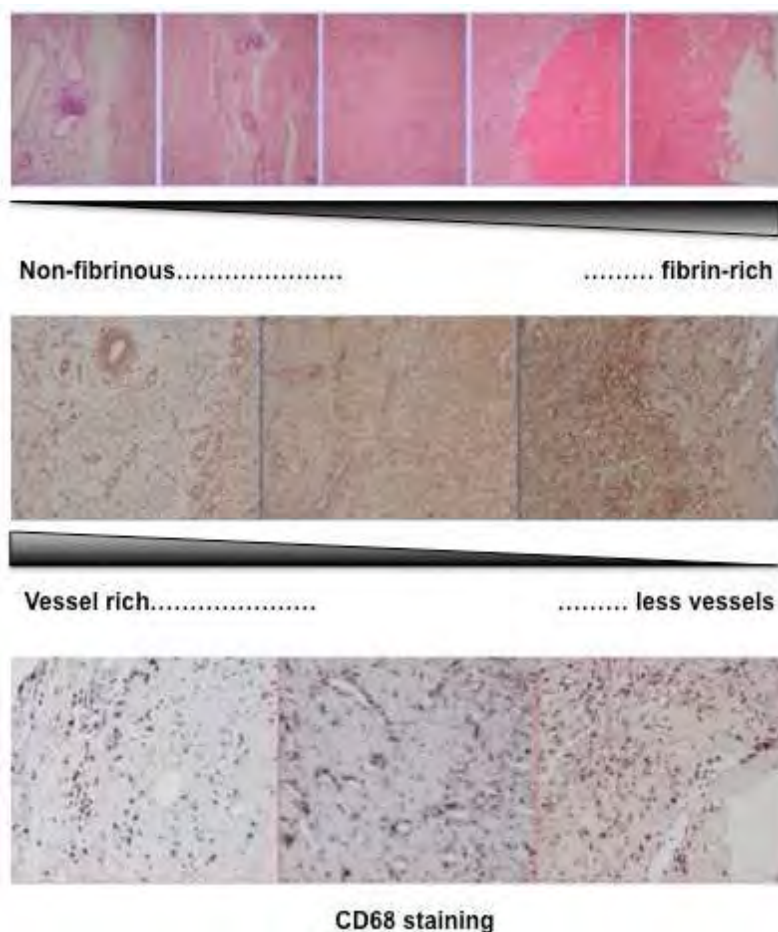 Non-fibrinous..................... ......... fibrin-rich
Vessel rich..................... ......... less vessels
CD68 staining